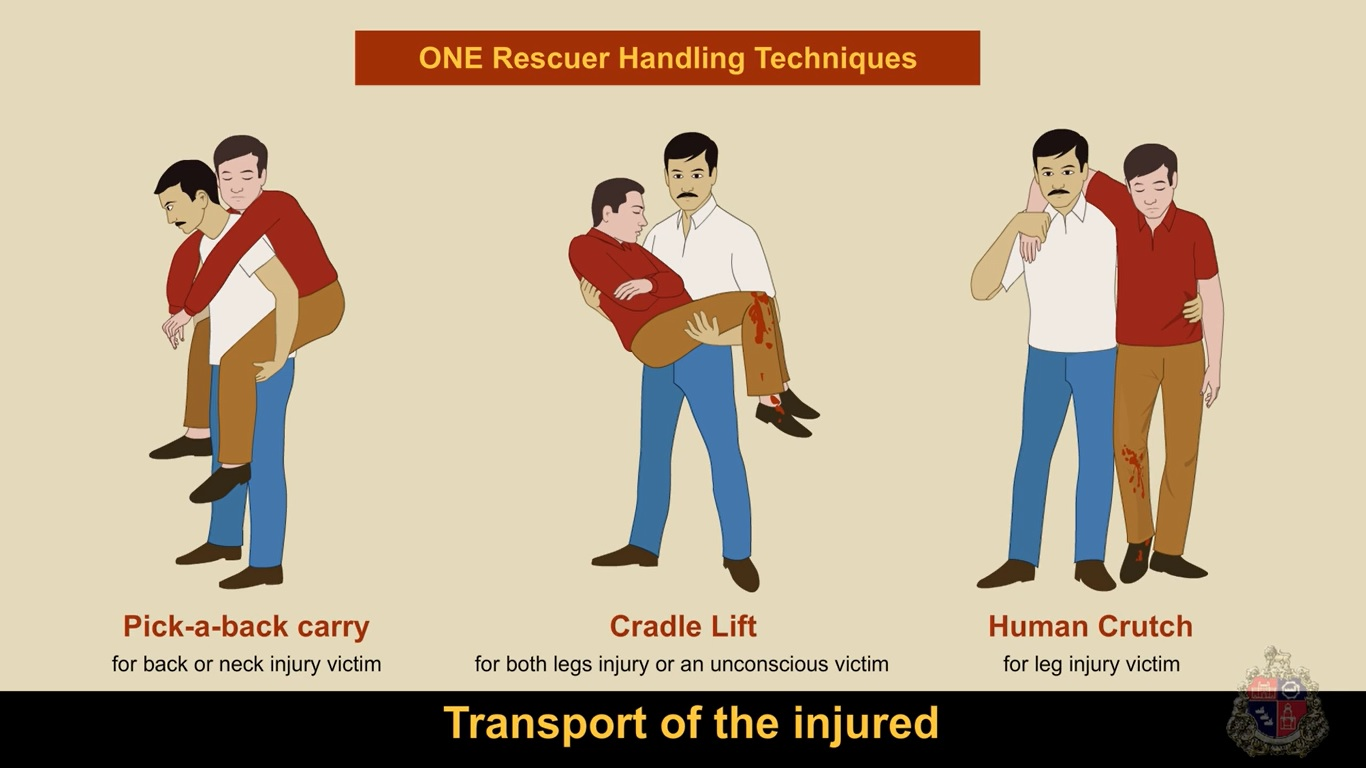 ONE Rescuer Handling Techniques
Pick-a-back carry
for back or neck injury victim
Cradle Lift
for both legs injury or an unconscious victim
Human Crutch
for leg injury victim
Transport of the injured